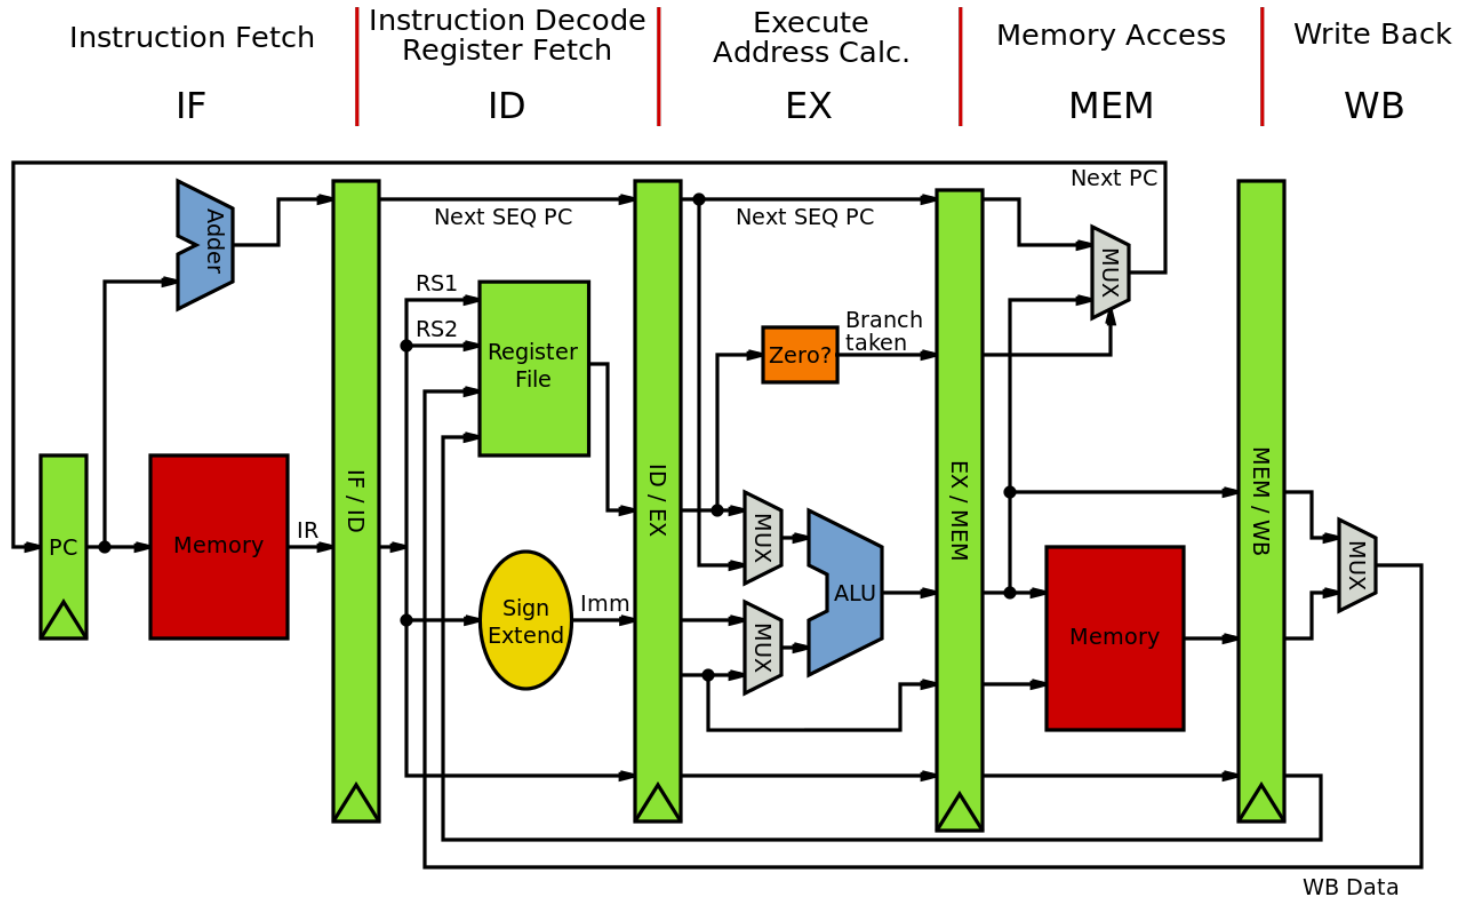 Instruction Fetch
IF
Instruction Decode
Register Fetch
ID
Execute
Address Calc.
EX
Memory Access
MEM
Write Back
WB
Next PC
Adder
Next SEQ PC
Next SEQ PC
MUX
RS1
RS2
Register
File
Branch
taken
Zero?
PC
Memory
IR
IF / ID
ID / EX
EX / MEM
MEM / WB
MUX
MUX
ALU
MUX
Sign
Extend
Imm
Memory
MUX
WB Data